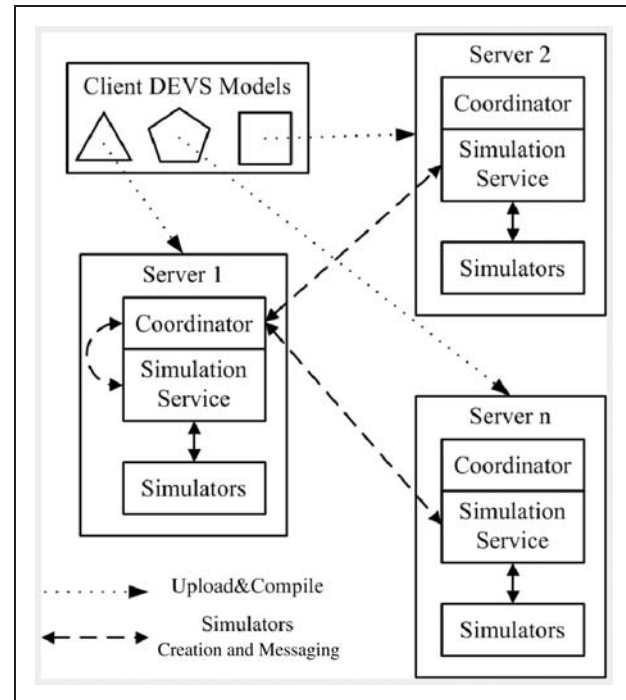 Client DEVS Models
Server 2
Coordinator
Simulation
Service
Simulators
Server 1
Coordinator
Simulation
Service
Simulators
Server n
Coordinator
Simulation
Service
Simulators
Upload&Compile
Simulators
Creation and Messaging